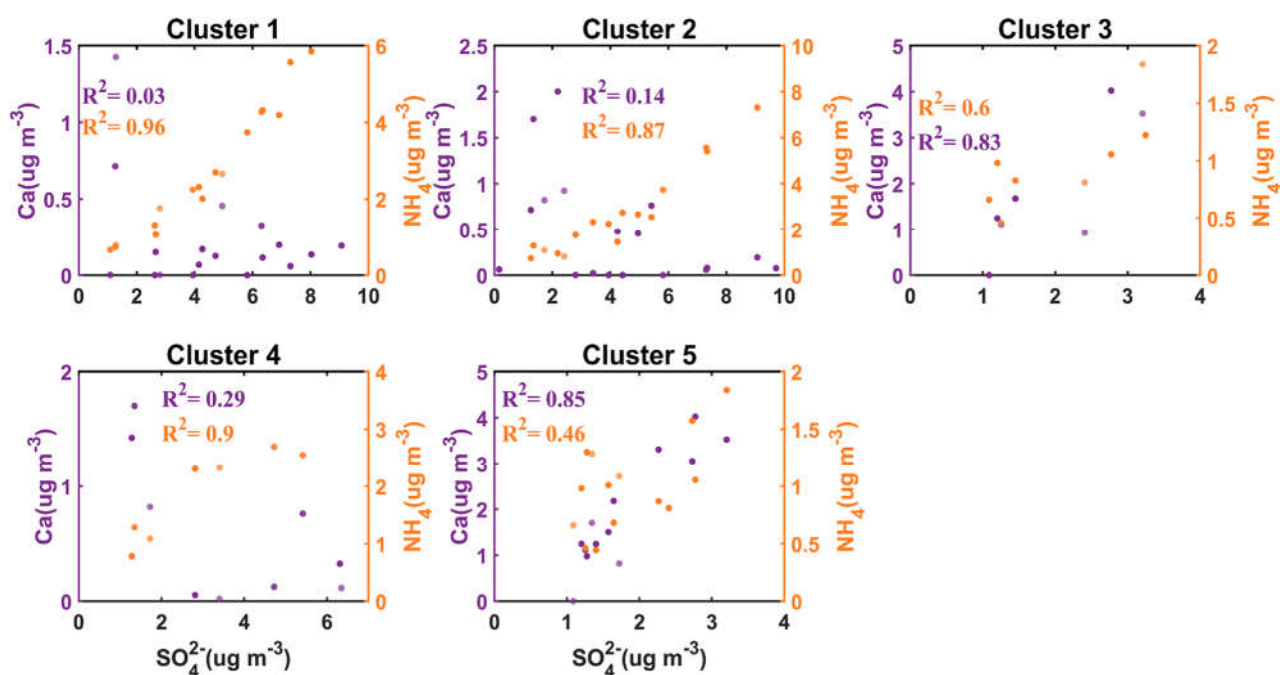 Cluster 1
1.5
1
0.5
0
Ca(ug m⁻³)
R²= 0.03
R²= 0.96
6
4
2
0
NH₄(ug m⁻³)
0 2 4 6 8 10
Cluster 2
2.5
2
1.5
1
0.5
0
Ca(ug m⁻³)
R²= 0.14
R²= 0.87
10
8
6
4
2
0
NH₄(ug m⁻³)
0 2 4 6 8 10
Cluster 3
5
4
3
2
1
0
Ca(ug m⁻³)
R²= 0.6
R²= 0.83
2
1.5
1
0.5
0
NH₄(ug m⁻³)
0 1 2 3 4
Cluster 4
2
1
0
Ca(ug m⁻³)
R²= 0.29
R²= 0.9
4
3
2
1
0
NH₄(ug m⁻³)
0 2 4 6
SO₄²⁻(ug m⁻³)
Cluster 5
5
4
3
2
1
0
Ca(ug m⁻³)
R²= 0.85
R²= 0.46
2
1.5
1
0.5
0
NH₄(ug m⁻³)
0 1 2 3 4
SO₄²⁻(ug m⁻³)